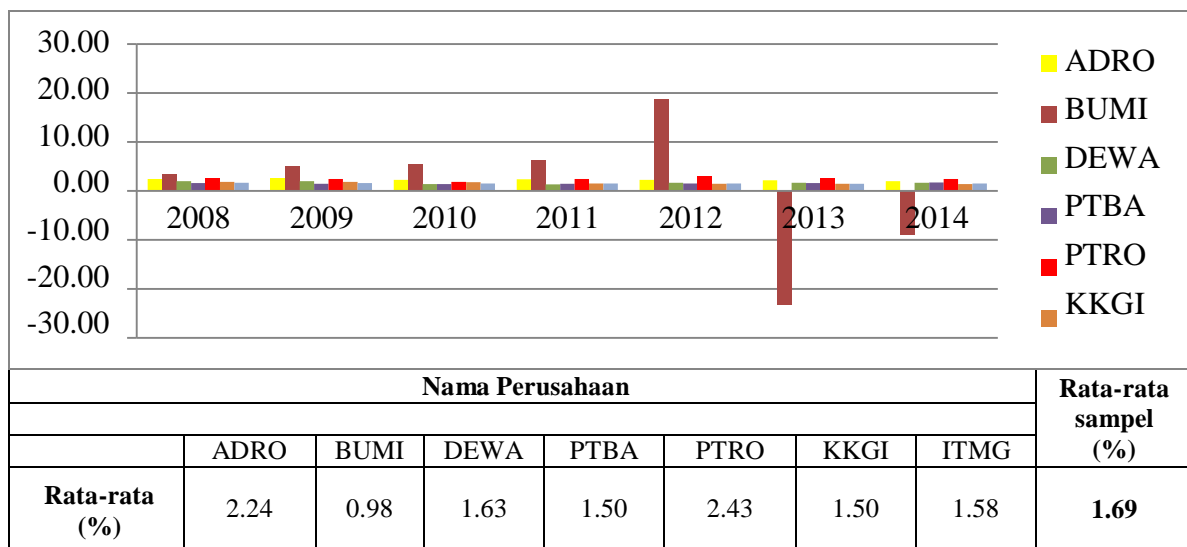 30.00
20.00
10.00
0.00
-10.00
-20.00
-30.00
2008 2009 2010 2011 2012 2013 2014
ADRO
BUMI
DEWA
PTBA
PTRO
KKGI
Nama Perusahaan
Rata-rata
sampel
(%)
ADRO BUMI DEWA PTBA PTRO KKGI ITMG
Rata-rata
(%)
2.24 0.98 1.63 1.50 2.43 1.50 1.58 1.69